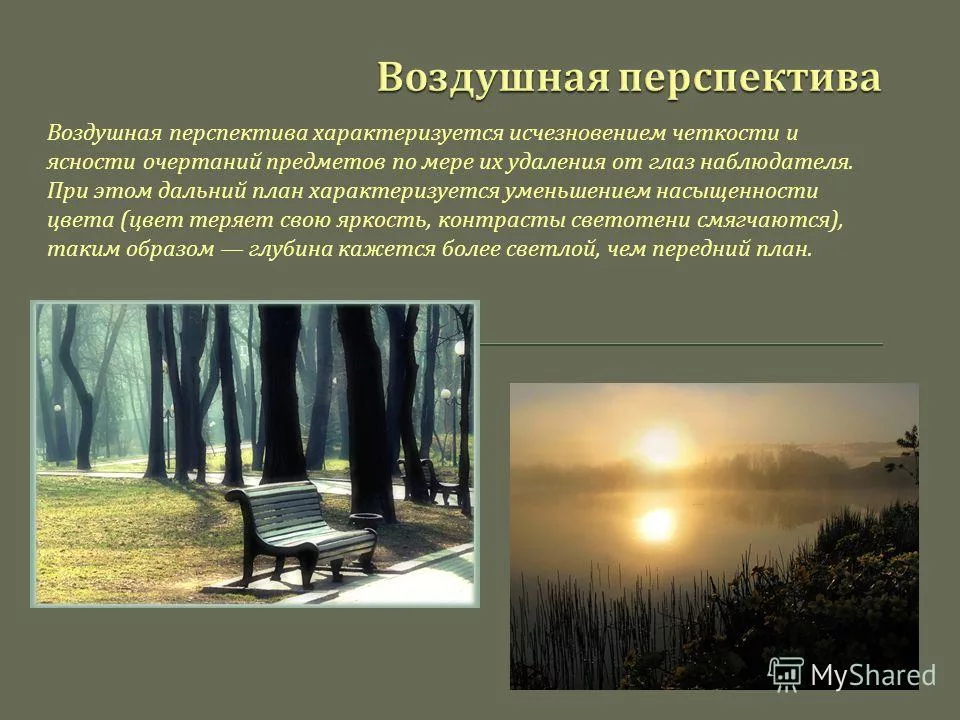 Воздушная перспектива
Воздушная перспектива характеризуется исчезновением четкости и
ясности очертаний предметов по мере их удаления от глаз наблюдателя.
При этом дальний план характеризуется уменьшением насыщенности
цвета (цвет теряет свою яркость, контрасты светотени смягчаются),
таким образом — глубина кажется более светлой, чем передний план.
MyShared